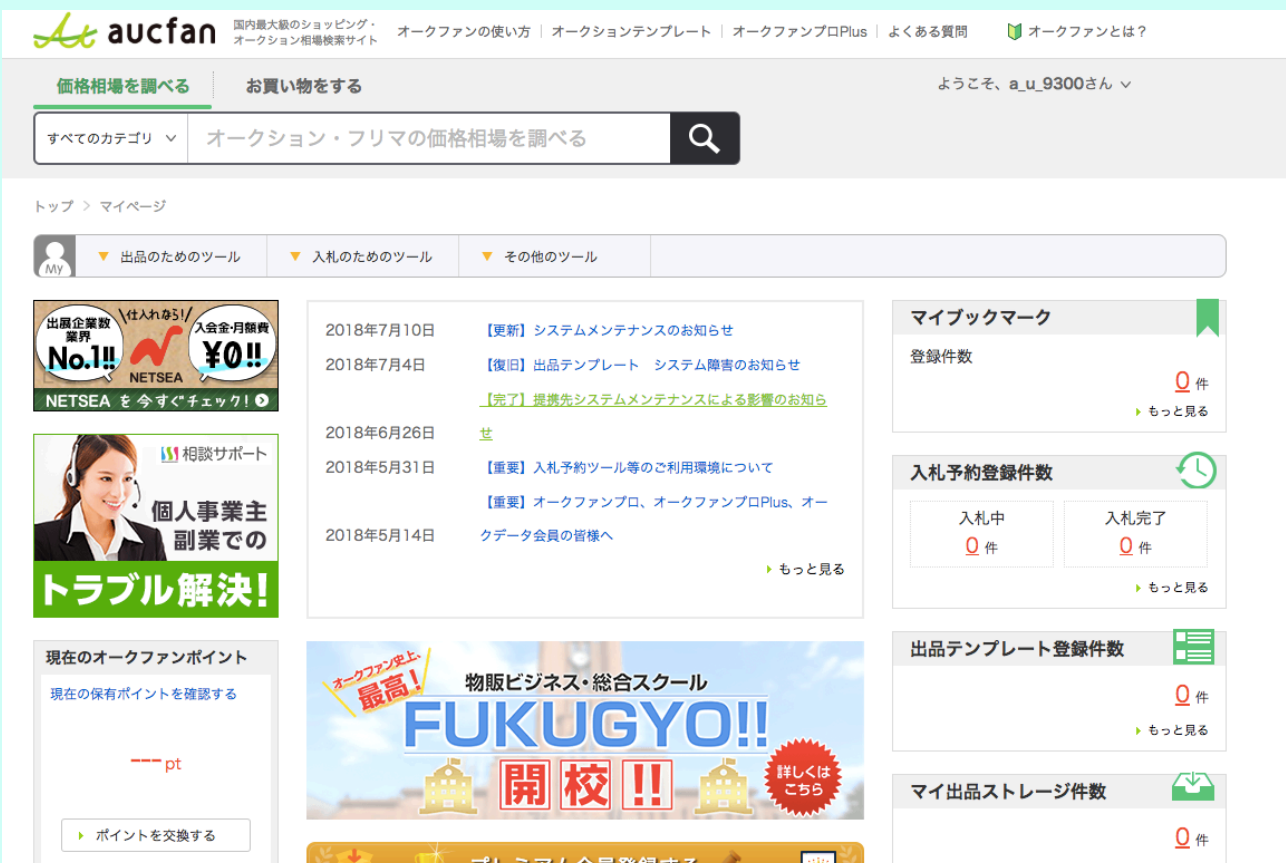 aucfan
国内最大級のショッピング・
オークション相場検索サイト
オークファンの使い方
オークションテンプレート
オークファンプロPlus
よくある質問
オークファンとは？
価格相場を調べる
お買い物をする
ようこそ、a_u_9300さん
すべてのカテゴリ
オークション・フリマの価格相場を調べる
トップ > マイページ
My
▼ 出品のためのツール
▼ 入札のためのツール
▼ その他のツール
出展企業数
業界
No.1!!
\仕入れなら!/
NETSEA
入会金・月額費
¥0!!
NETSEA を今すぐチェック!
相談サポート
個人事業主
副業での
トラブル解決!
現在のオークファンポイント
現在の保有ポイントを確認する
---pt
ポイントを交換する
2018年7月10日 【更新】システムメンテナンスのお知らせ
2018年7月4日 【復旧】出品テンプレート　システム障害のお知らせ
【完了】提携先システムメンテナンスによる影響のお知ら
2018年6月26日 せ
2018年5月31日 【重要】入札予約ツール等のご利用環境について
【重要】オークファンプロ、オークファンプロPlus、オー
2018年5月14日 クデータ会員の皆様へ
もっと見る
オークファン史上、
最高!
物販ビジネス・総合スクール
FUKUGYO!!
開校!!
詳しくは
こちら
プレミアム会員登録する
マイブックマーク
登録件数
0 件
もっと見る
入札予約登録件数
入札中
0 件
入札完了
0 件
もっと見る
出品テンプレート登録件数
0 件
もっと見る
マイ出品ストレージ件数
0 件